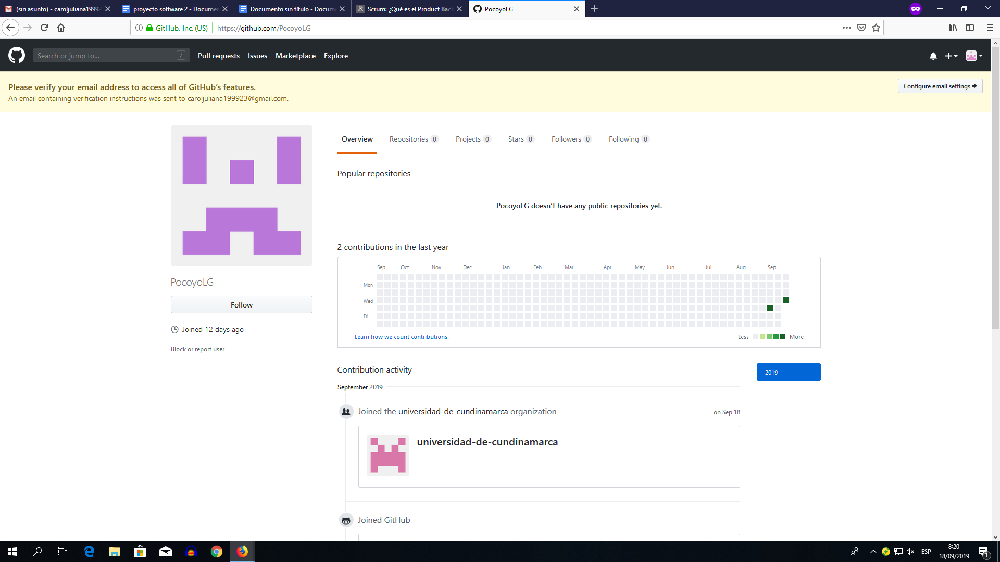 (sin asunto) - caroljuliana1999
proyecto software 2 - Documen
Documento sin título - Docum
Scrum: ¿Qué es el Product Back
PocoyoLG
GitHub, Inc. (US)
https://github.com/PocoyoLG
Search or jump to...
/
Pull requests
Issues
Marketplace
Explore
Please verify your email address to access all of GitHub's features.
An email containing verification instructions was sent to caroljuliana199923@gmail.com.
Configure email settings
Overview
Repositories 0
Projects 0
Stars 0
Followers 0
Following 0
Popular repositories
PocoyoLG doesn't have any public repositories yet.
2 contributions in the last year
Sep Oct Nov Dec Jan Feb Mar Apr May Jun Jul Aug Sep
Mon
Wed
Fri
Learn how we count contributions.
Less
More
PocoyoLG
Follow
Joined 12 days ago
Block or report user
Contribution activity
2019
September 2019
Joined the universidad-de-cundinamarca organization
on Sep 18
universidad-de-cundinamarca
Joined GitHub
ESP
8:20
18/09/2019
1